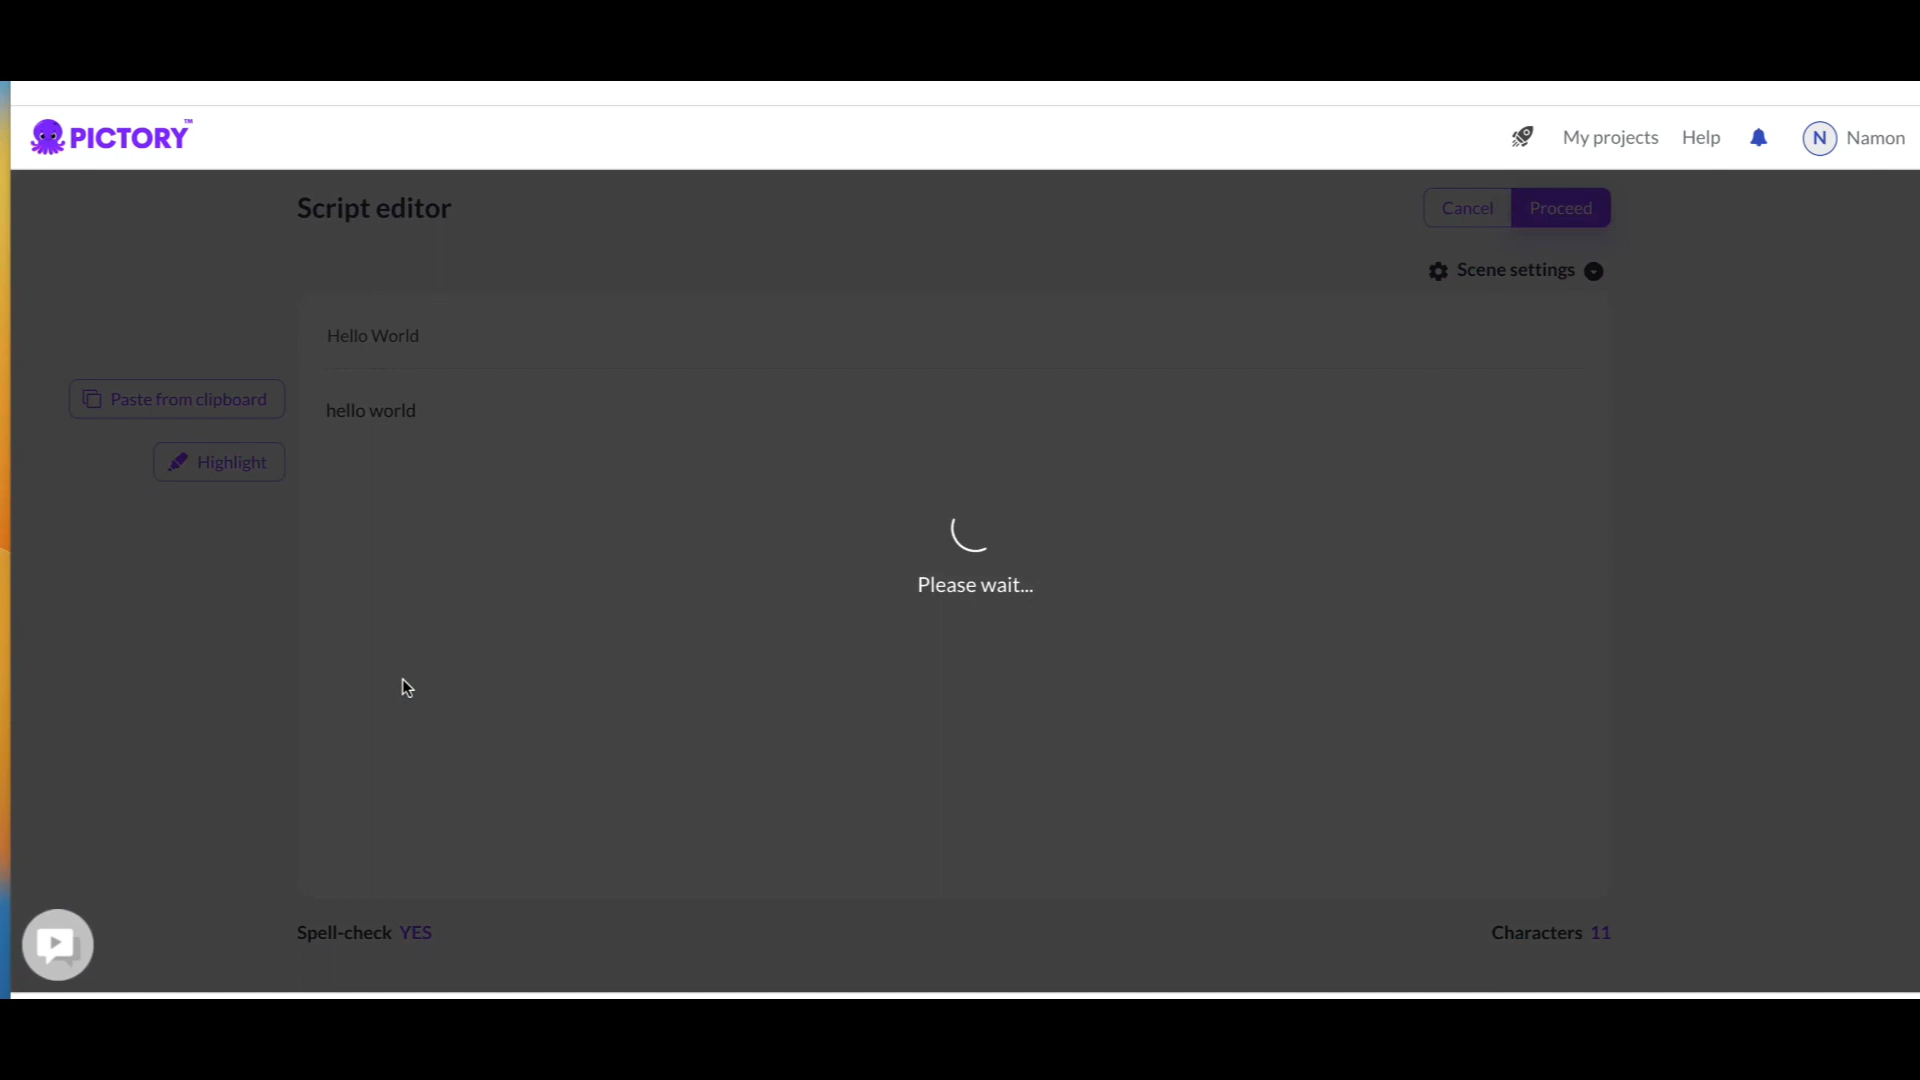 PICTORY™
My projects Help N Namon
Script editor
Cancel Proceed
Scene settings
Hello World
Paste from clipboard
hello world
Highlight
Please wait...
Spell-check YES
Characters 11